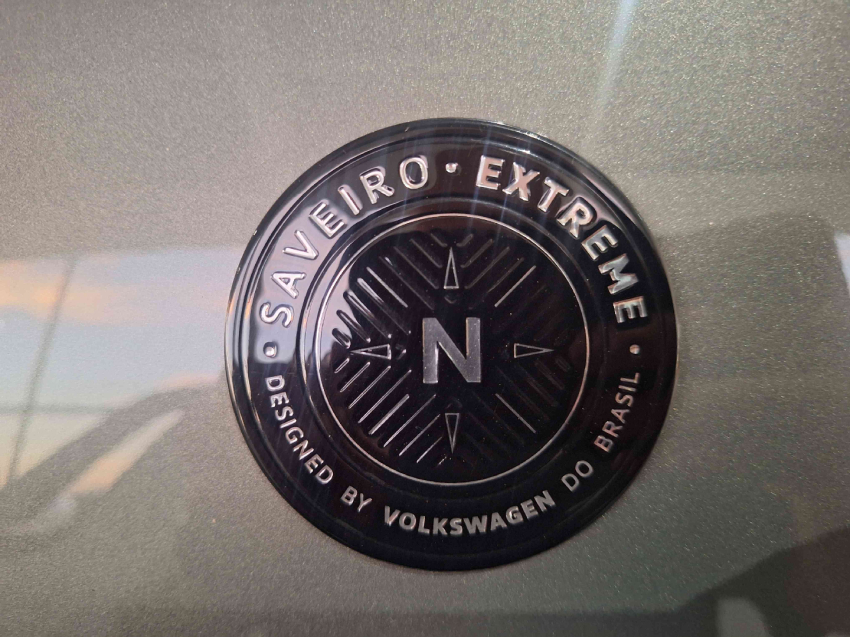 SAVEIRO · EXTREME
N
DESIGNED BY VOLKSWAGEN DO BRASIL